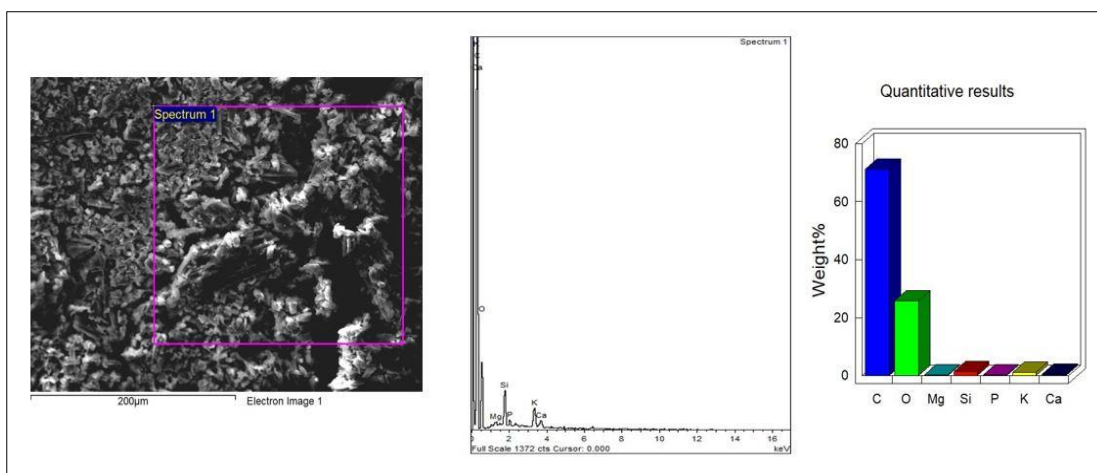 Spectrum 1
200µm
Electron Image 1
Spectrum 1
Ca
O
Si
Mg
P
K
Ca
0
2
4
6
8
10
12
14
16
Full Scale 1372 cts Cursor: 0.000
keV
Quantitative results
Weight%
80
60
40
20
0
C O Mg Si P K Ca